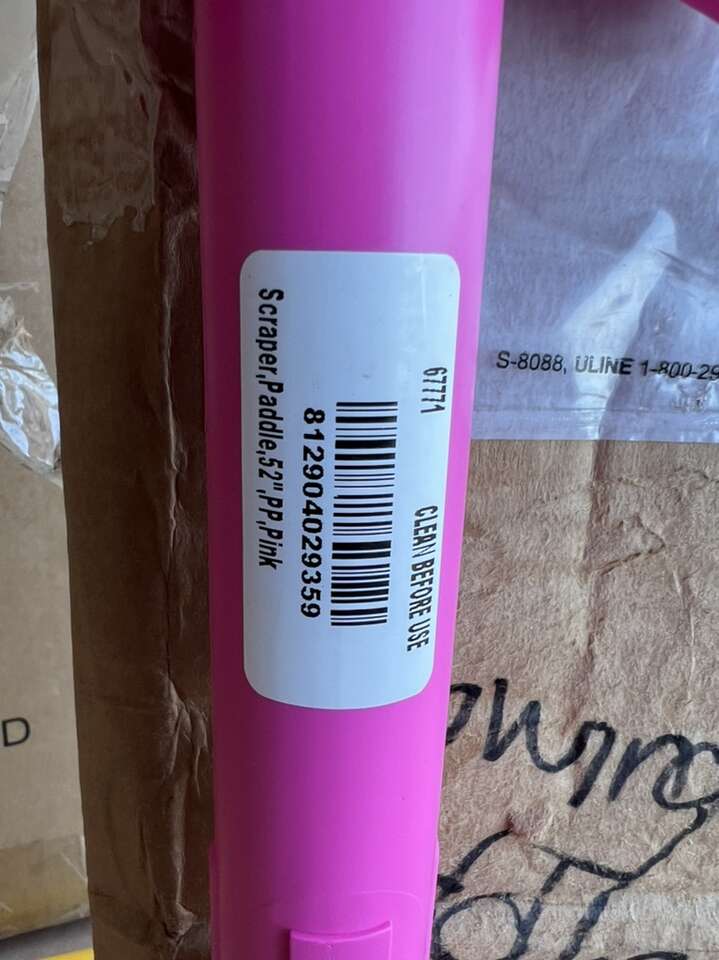 67771
CLEAN BEFORE USE
812904029359
Scraper,Paddle,52",PP,Pink
S-8088, ULINE 1-800-29
D